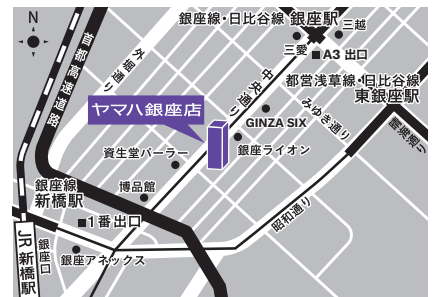 N
銀座線・日比谷線 銀座駅
三越
三愛
■A3 出口
都営浅草線・日比谷線
東銀座駅
首都高速道路
外堀通り
中央通り
みゆき通り
晴海通り
ヤマハ銀座店
GINZA SIX
銀座ライオン
資生堂パーラー
博品館
銀座線
新橋駅
■1番出口
昭和通り
銀座口
銀座アネックス
JR 新橋駅